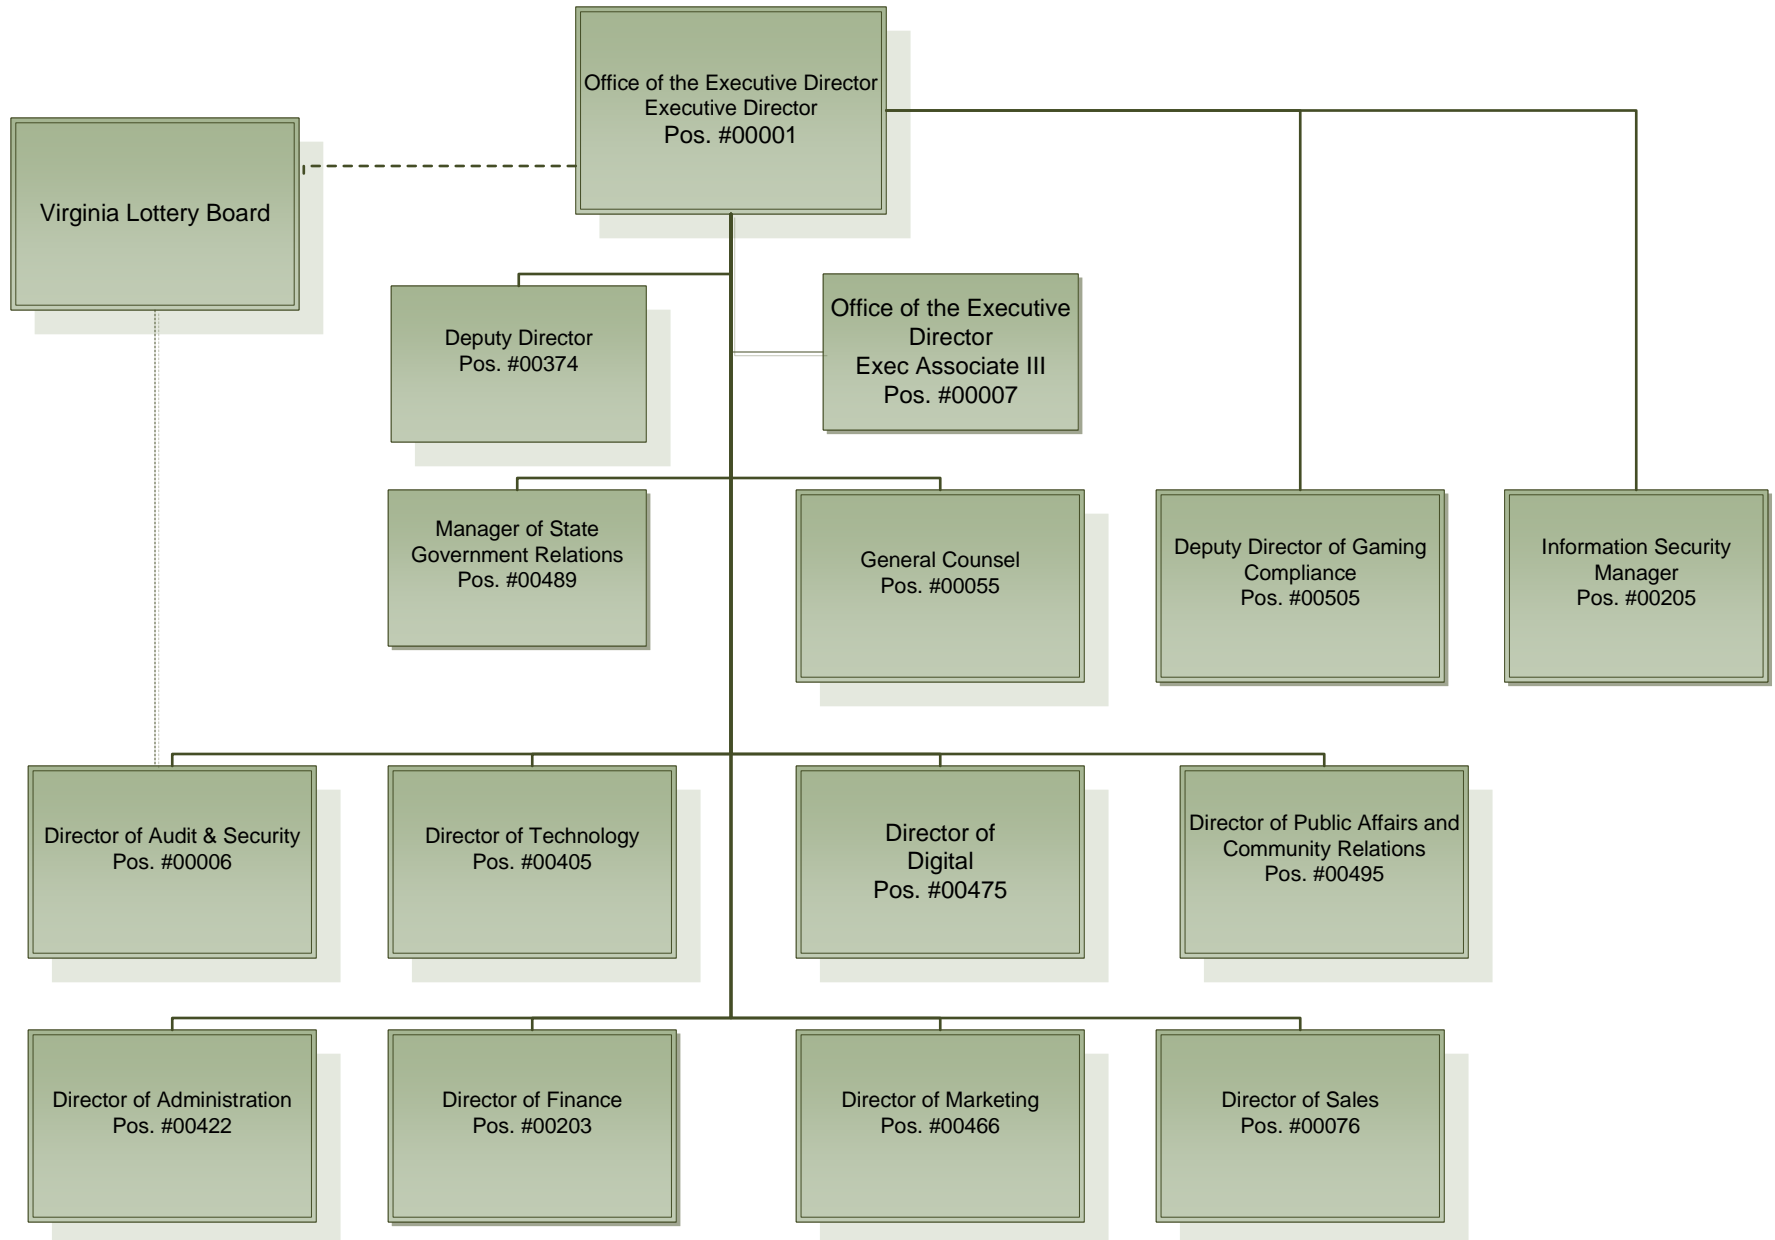 Office of the Executive Director
Executive Director
Pos. #00001
Virginia Lottery Board
Deputy Director
Pos. #00374
Office of the Executive
Director
Exec Associate III
Pos. #00007
Manager of State
Government Relations
Pos. #00489
General Counsel
Pos. #00055
Deputy Director of Gaming
Compliance
Pos. #00505
Information Security
Manager
Pos. #00205
Director of Audit & Security
Pos. #00006
Director of Technology
Pos. #00405
Director of
Digital
Pos. #00475
Director of Public Affairs and
Community Relations
Pos. #00495
Director of Administration
Pos. #00422
Director of Finance
Pos. #00203
Director of Marketing
Pos. #00466
Director of Sales
Pos. #00076